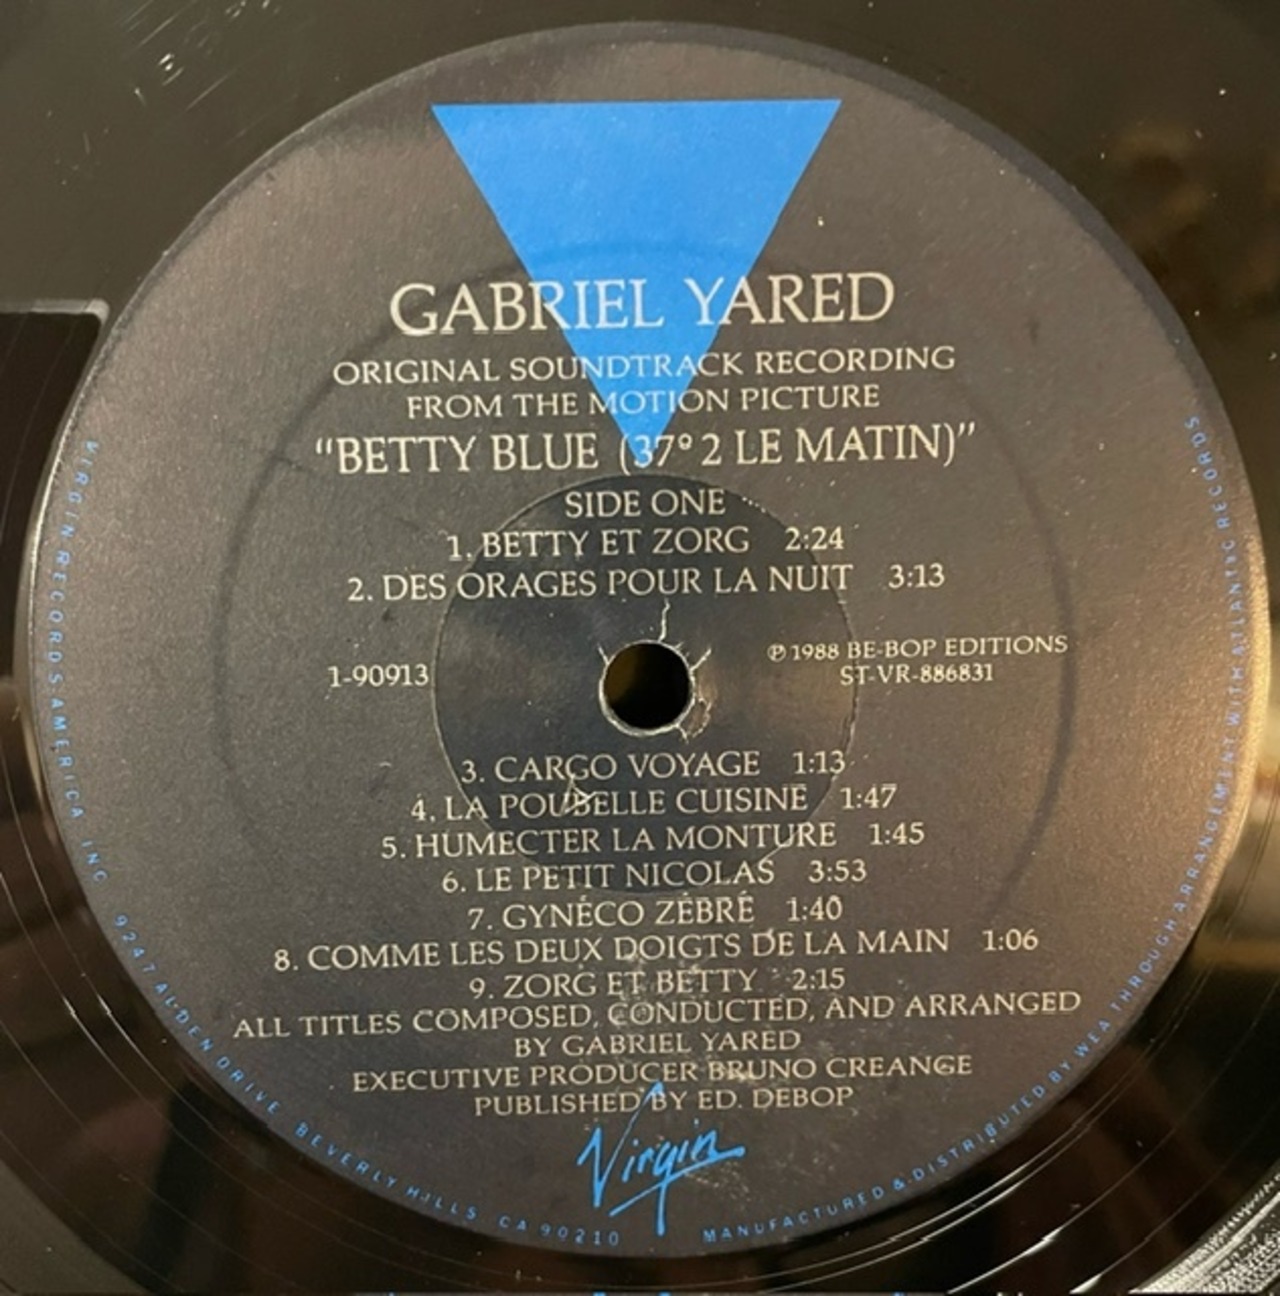 GABRIEL YARED
ORIGINAL SOUNDTRACK RECORDING
FROM THE MOTION PICTURE
"BETTY BLUE (37° 2 LE MATIN)"
SIDE ONE
1. BETTY ET ZORG 2:24
2. DES ORAGES POUR LA NUIT 3:13
1-90913
℗ 1988 BE-BOP EDITIONS
ST-VR-886831
3. CARGO VOYAGE 1:13
4. LA POUBELLE CUISINE 1:47
5. HUMECTER LA MONTURE 1:45
6. LE PETIT NICOLAS 3:53
7. GYNÉCO ZÉBRÉ 1:40
8. COMME LES DEUX DOIGTS DE LA MAIN 1:06
9. ZORG ET BETTY 2:15
ALL TITLES COMPOSED, CONDUCTED, AND ARRANGED
BY GABRIEL YARED
EXECUTIVE PRODUCER BRUNO CREANGE
PUBLISHED BY ED. DEBOP
Virgin
VIRGIN RECORDS AMERICA INC 9247 ALDEN DRIVE BEVERLY HILLS CA 90210 MANUFACTURED & DISTRIBUTED BY WEA THROUGH ARRANGEMENT WITH ATLANTIC RECORDS